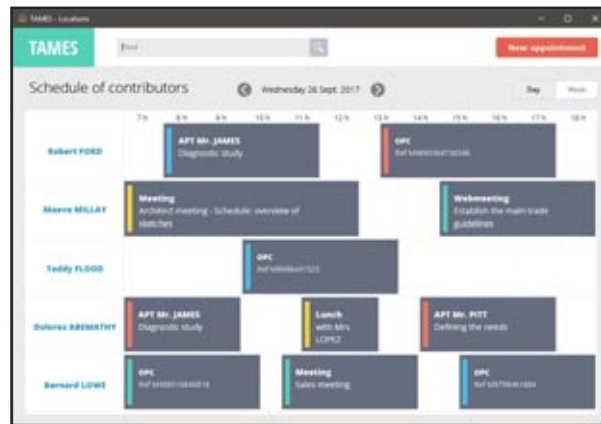 TAMES - Locations
TAMES
Find
New appointment
Schedule of contributors
Wednesday 26 Sept. 2017
Day
Week
7 h 8 h 9 h 10 h 11 h 12 h 13 h 14 h 15 h 16 h 17 h 18 h
Robert FORD
APT Mr. JAMES
Diagnostic study
OPC
Maeve MILLAY
Meeting
Architect meeting - Schedule: overview of
sketches
Webmeeting
Establish the main trade
guidelines
Teddy FLOOD
OPC
Dolores ABEMATHY
APT Mr. JAMES
Diagnostic study
Lunch
with Mrs
LOPEZ
APT Mr. PITT
Defining the needs
Bernard LOWE
OPC
Meeting
Sales meeting
OPC